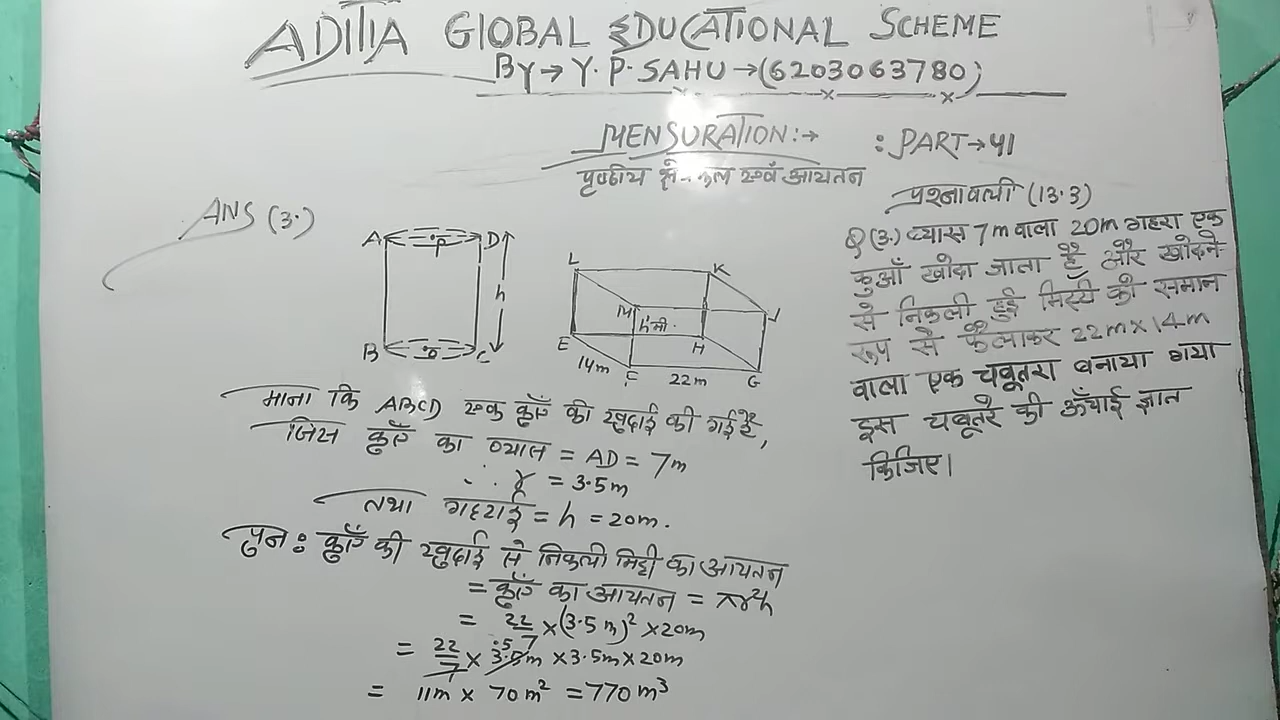 ADITIA GLOBAL EDUCATIONAL SCHEME
BY→Y.P.SAHU→(6203063780)
MENSURATION:→ :PART→41
पृष्ठीय क्षेत्रफल एवं आयतन
प्रश्नावली (13.3)
Q(3.) व्यास 7m वाला 20m गहरा एक
कुआँ खोदा जाता है और खोदने
से निकली हुई मिट्टी को समान
रूप से फैलाकर 22m×14m
वाला एक चबूतरा बनाया गया
इस चबूतरे की ऊँचाई ज्ञात
किजिए।
ANS (3.)
A P D
h
B O C
L K
M J
h'मी.
E H
14m F 22m G
माना कि ABCD एक कुएँ की खुदाई की गई है,
जिस कुएँ का व्यास = AD = 7m
∴ r = 3.5m
तथा गहराई = h = 20m.
पुनः कुएँ की खुदाई से निकली मिट्टी का आयतन
= कुएँ का आयतन = πr²h
= 22/7 ×(3.5m)² ×20m
= 22/7 × 3.5m ×3.5m×20m
.5
= 11m × 70m² = 770m³